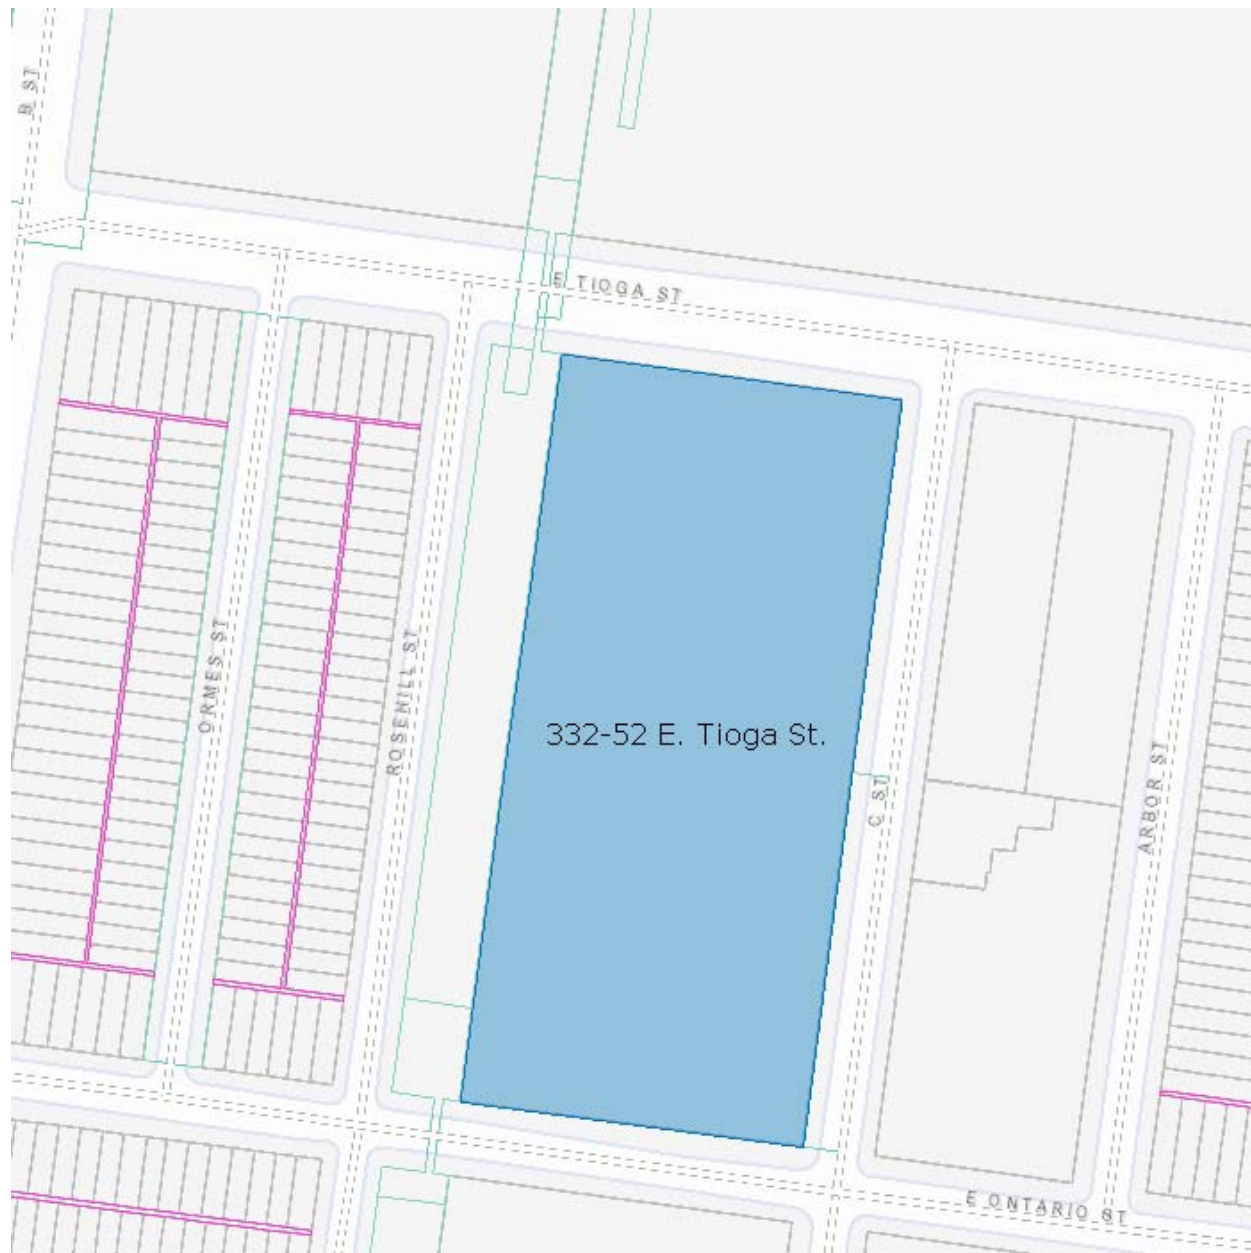 B ST
E TIOGA ST
ORMES ST
ROSEHILL ST
332-52 E. Tioga St.
C ST
ARBOR ST
E ONTARIO ST